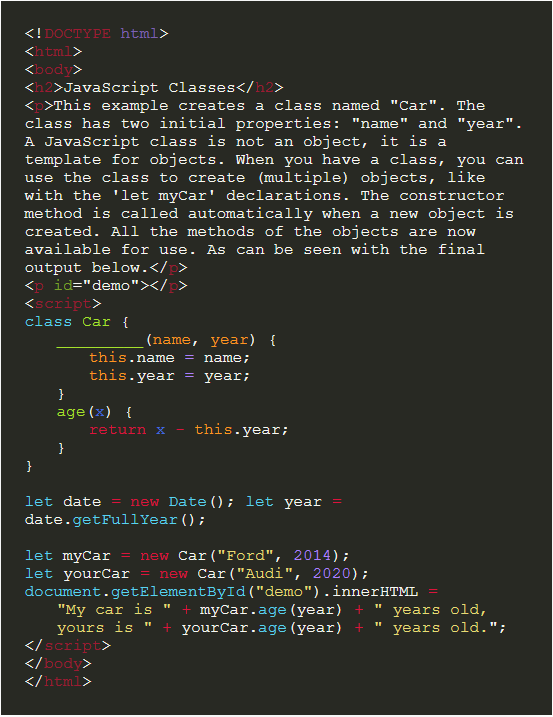 <!DOCTYPE html>
<html>
<body>
<h2>JavaScript Classes</h2>
<p>This example creates a class named "Car". The
class has two initial properties: "name" and "year".
A JavaScript class is not an object, it is a
template for objects. When you have a class, you can
use the class to create (multiple) objects, like
with the 'let myCar' declarations. The constructor
method is called automatically when a new object is
created. All the methods of the objects are now
available for use. As can be seen with the final
output below.</p>
<p id="demo"></p>
<script>
class Car {
_________(name, year) {
this.name = name;
this.year = year;
}
age(x) {
return x - this.year;
}
}
let date = new Date(); let year =
date.getFullYear();
let myCar = new Car("Ford", 2014);
let yourCar = new Car("Audi", 2020);
document.getElementById("demo").innerHTML =
"My car is " + myCar.age(year) + " years old,
yours is " + yourCar.age(year) + " years old.";
</script>
</body>
</html>